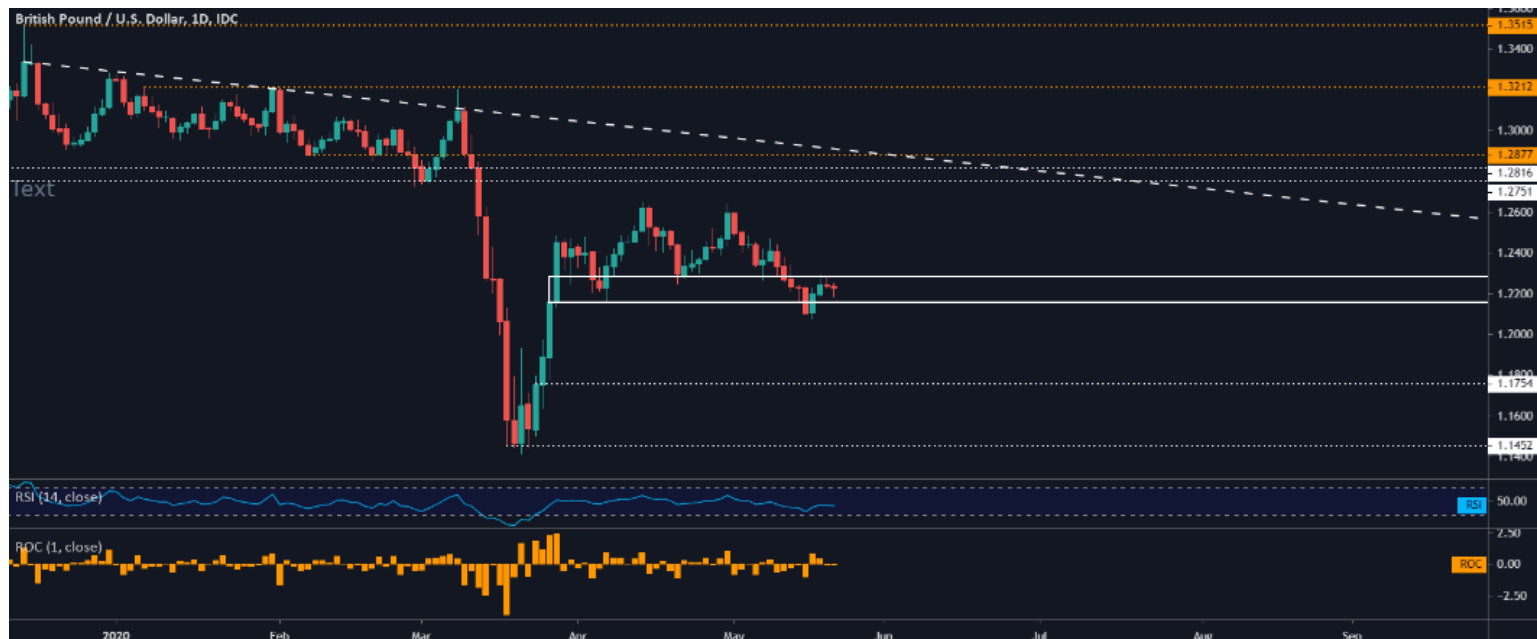 British Pound / U.S. Dollar, 1D, IDC
1.3515
1.3400
1.3212
1.3000
1.2877
1.2816
Text
1.2751
1.2600
1.2400
1.2200
1.2000
1.1800
1.1754
1.1600
1.1452
1.1400
RSI (14, close)
RSI
50.00
2.50
ROC (1, close)
ROC
0.00
-2.50
2020
Feb
Mar
Apr
May
Jun
Jul
Aug
Sep